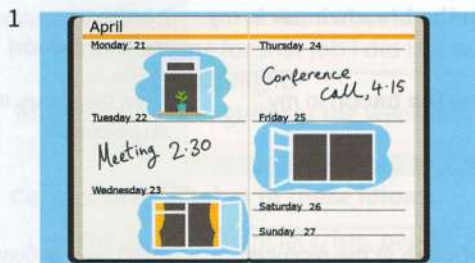 1
April
Monday 21
Tuesday 22
Meeting 2.30
Wednesday 23
Thursday 24
Conference
call, 4.15
Friday 25
Saturday 26
Sunday 27